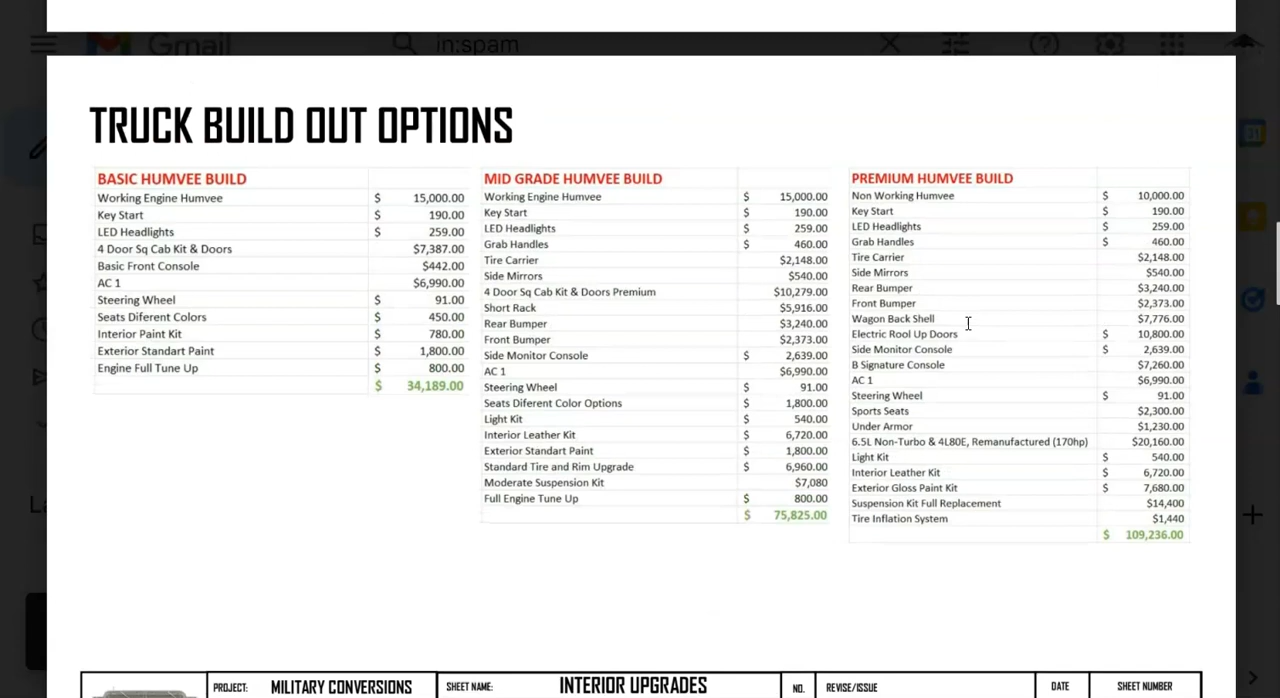 Gmail
in:spam
TRUCK BUILD OUT OPTIONS
BASIC HUMVEE BUILD
Working Engine Humvee $ 15,000.00
Key Start $ 190.00
LED Headlights $ 259.00
4 Door Sq Cab Kit & Doors $7,387.00
Basic Front Console $442.00
AC 1 $6,990.00
Steering Wheel $ 91.00
Seats Diferent Colors $ 450.00
Interior Paint Kit $ 780.00
Exterior Standart Paint $ 1,800.00
Engine Full Tune Up $ 800.00
$ 34,189.00
MID GRADE HUMVEE BUILD
Working Engine Humvee $ 15,000.00
Key Start $ 190.00
LED Headlights $ 259.00
Grab Handles $ 460.00
Tire Carrier $2,148.00
Side Mirrors $540.00
4 Door Sq Cab Kit & Doors Premium $10,279.00
Short Rack $5,916.00
Rear Bumper $3,240.00
Front Bumper $2,373.00
Side Monitor Console $ 2,639.00
AC 1 $6,990.00
Steering Wheel $ 91.00
Seats Diferent Color Options $ 1,800.00
Light Kit $ 540.00
Interior Leather Kit $ 6,720.00
Exterior Standart Paint $ 1,800.00
Standard Tire and Rim Upgrade $ 6,960.00
Moderate Suspension Kit $7,080
Full Engine Tune Up $ 800.00
$ 75,825.00
PREMIUM HUMVEE BUILD
Non Working Humvee $ 10,000.00
Key Start $ 190.00
LED Headlights $ 259.00
Grab Handles $ 460.00
Tire Carrier $2,148.00
Side Mirrors $540.00
Rear Bumper $3,240.00
Front Bumper $2,373.00
Wagon Back Shell $7,776.00
Electric Rool Up Doors $ 10,800.00
Side Monitor Console $ 2,639.00
B Signature Console $7,260.00
AC 1 $6,990.00
Steering Wheel $ 91.00
Sports Seats $2,300.00
Under Armor $1,230.00
6.5L Non-Turbo & 4L80E, Remanufactured (170hp) $20,160.00
Light Kit $ 540.00
Interior Leather Kit $ 6,720.00
Exterior Gloss Paint Kit $ 7,680.00
Suspension Kit Full Replacement $14,400
Tire Inflation System $1,440
$ 109,236.00
PROJECT: MILITARY CONVERSIONS SHEET NAME: INTERIOR UPGRADES NO. REVISE/ISSUE DATE SHEET NUMBER